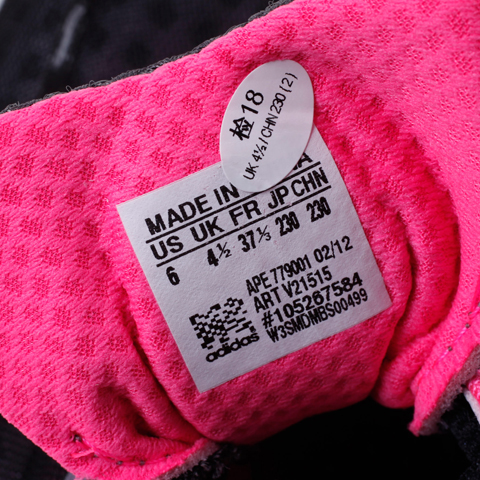 检18
UK 4½ / CHN 230 (2)
MADE IN
US UK FR JP CHN
6 4½ 37⅓ 230 230
APE 779001 02/12
ART V21515
#105267584
W3SMDMBS00499
adidas